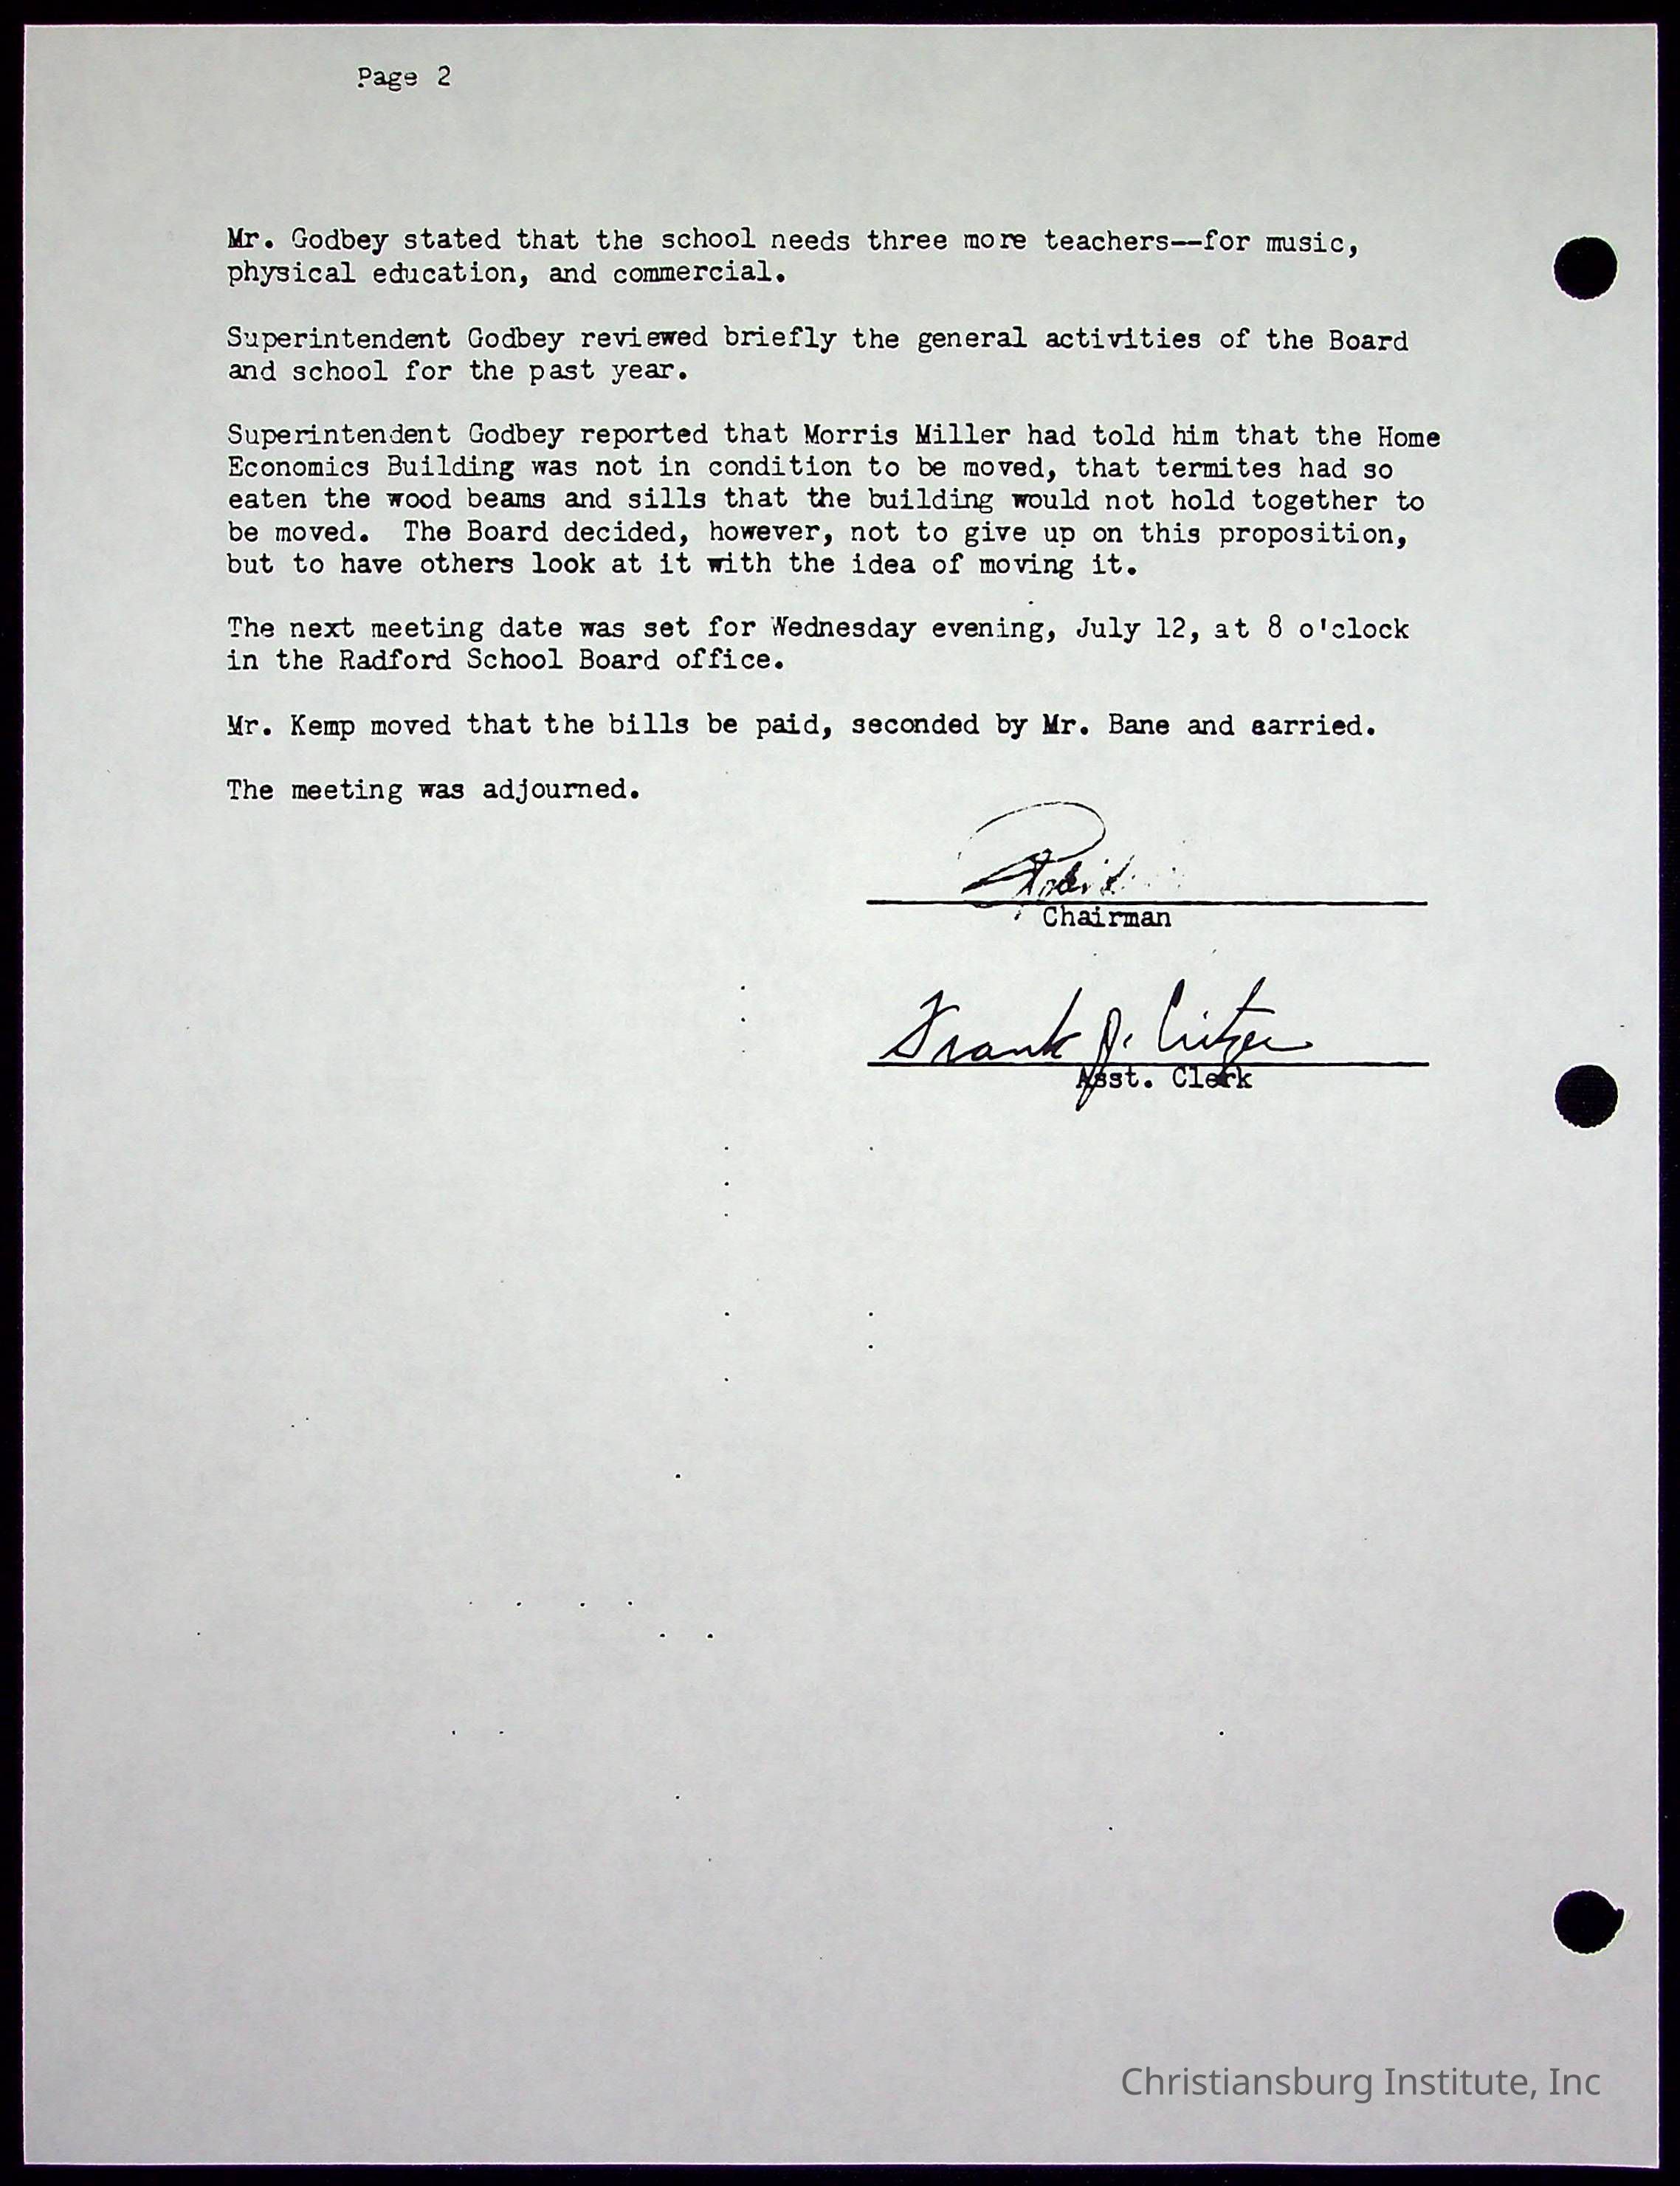 Page 2
Mr. Godbey stated that the school needs three more teachers--for music,
physical education, and commercial.
Superintendent Godbey reviewed briefly the general activities of the Board
and school for the past year.
Superintendent Godbey reported that Morris Miller had told him that the Home
Economics Building was not in condition to be moved, that termites had so
eaten the wood beams and sills that the building would not hold together to
be moved.  The Board decided, however, not to give up on this proposition,
but to have others look at it with the idea of moving it.
The next meeting date was set for Wednesday evening, July 12, at 8 o'clock
in the Radford School Board office.
Mr. Kemp moved that the bills be paid, seconded by Mr. Bane and sarried.
The meeting was adjourned.
Chairman
Frank J. Critzer
Asst. Clerk
Christiansburg Institute, Inc